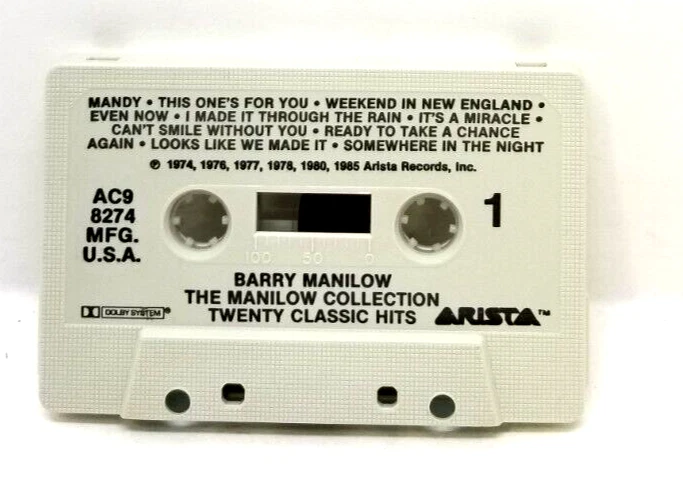 MANDY • THIS ONE'S FOR YOU • WEEKEND IN NEW ENGLAND •
EVEN NOW • I MADE IT THROUGH THE RAIN • IT'S A MIRACLE •
CAN'T SMILE WITHOUT YOU • READY TO TAKE A CHANCE
AGAIN • LOOKS LIKE WE MADE IT • SOMEWHERE IN THE NIGHT
℗ 1974, 1976, 1977, 1978, 1980, 1985 Arista Records, Inc.
AC9
8274
MFG.
U.S.A.
1
100 50 0
BARRY MANILOW
THE MANILOW COLLECTION
TWENTY CLASSIC HITS
DOLBY SYSTEM®
ARISTA™